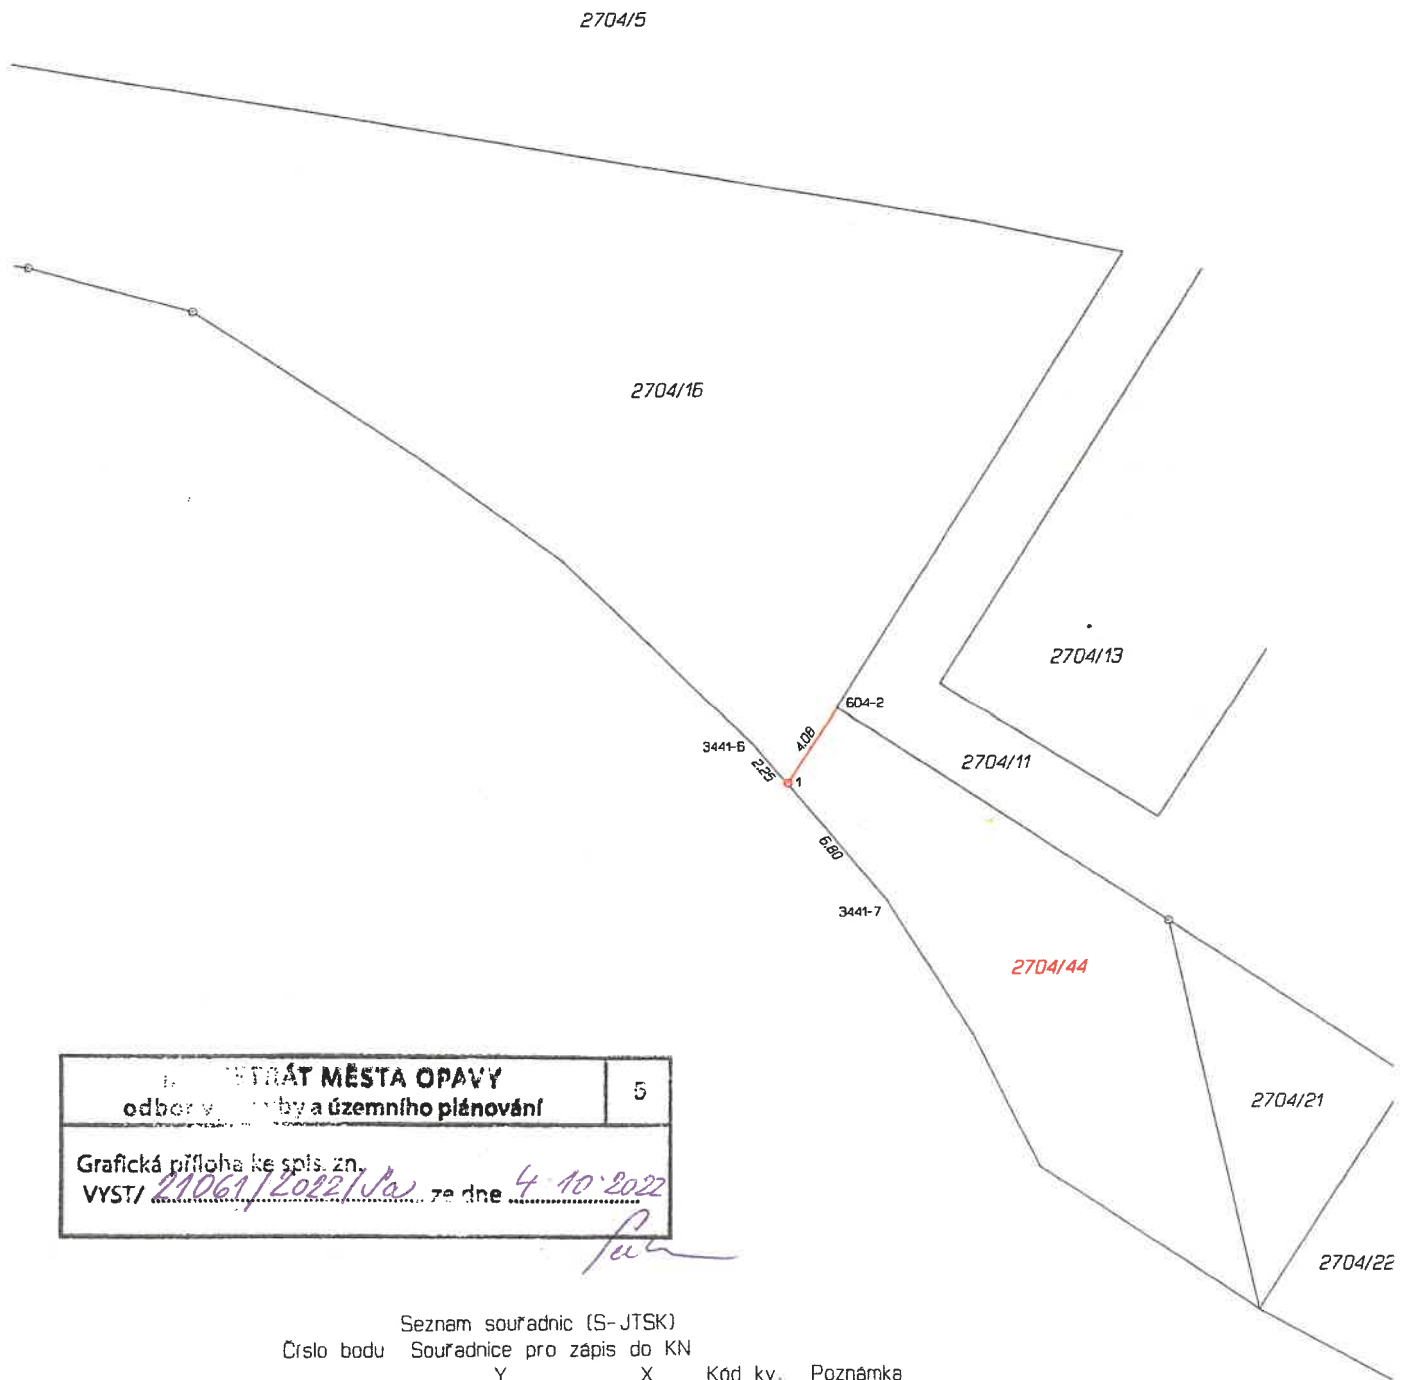 2704/5
2704/16
2704/13
604-2
3441-6
4.08
2.25
1
2704/11
6.80
3441-7
2704/44
2704/21
2704/22
MĚSTA OPAVY
5
odbor a územního plánování
Grafická příloha ke spis. zn.
VYST/ 21061/2022/ ze dne 4 10 2022
Seznam souřadnic (S-JTSK)
Číslo bodu Souřadnice pro zápis do KN
Y X Kód kv. Poznámka